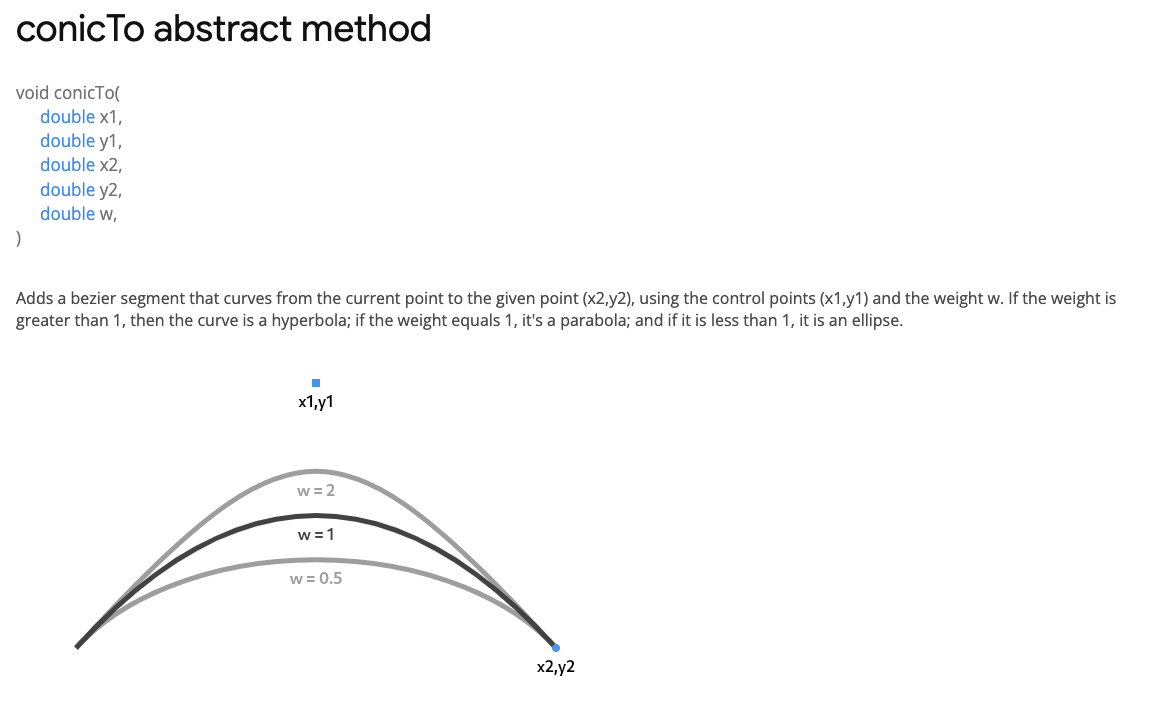 conicTo abstract method
void conicTo(
double x1,
double y1,
double x2,
double y2,
double w,
)
Adds a bezier segment that curves from the current point to the given point (x2,y2), using the control points (x1,y1) and the weight w. If the weight is
greater than 1, then the curve is a hyperbola; if the weight equals 1, it's a parabola; and if it is less than 1, it is an ellipse.
x1,y1
w = 2
w = 1
w = 0.5
x2,y2